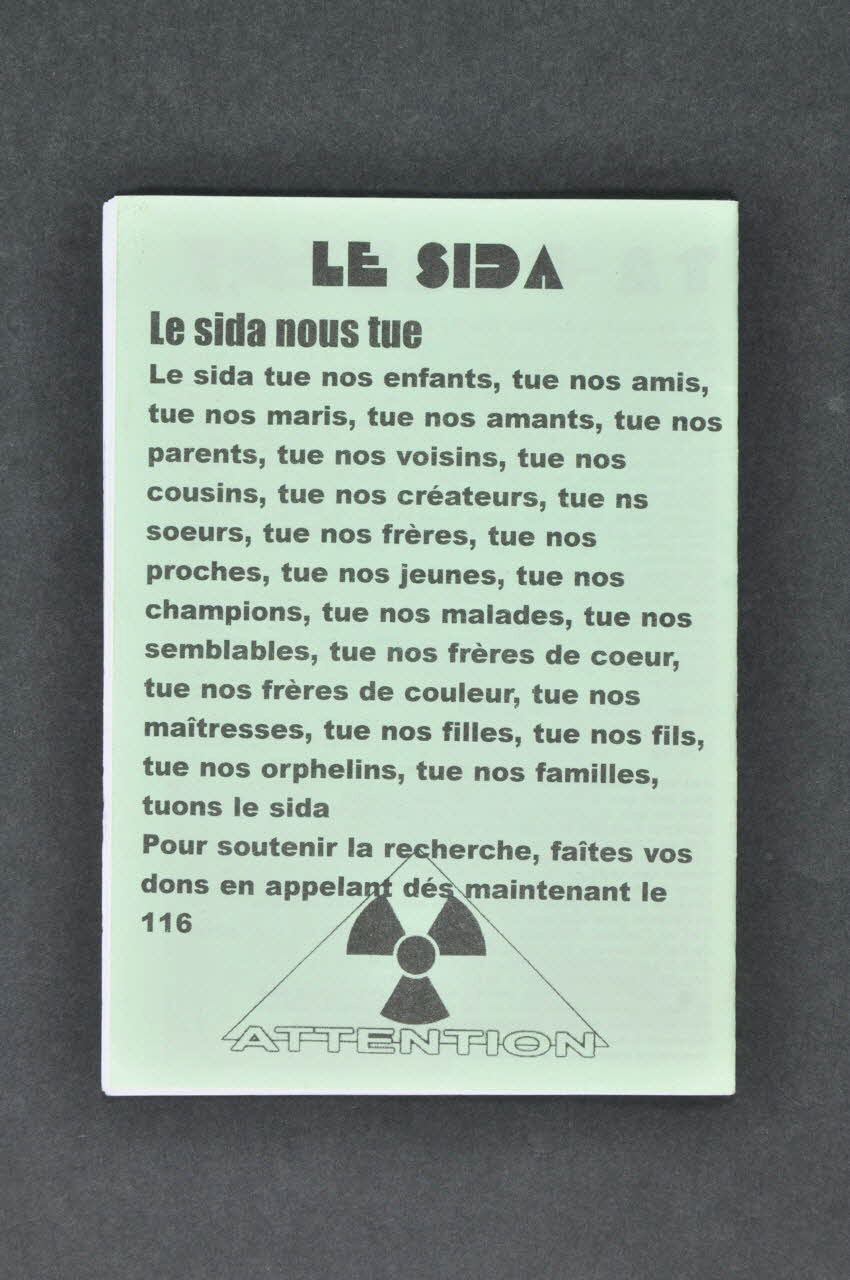 LE SIDA
Le sida nous tue
Le sida tue nos enfants, tue nos amis,
tue nos maris, tue nos amants, tue nos
parents, tue nos voisins, tue nos
cousins, tue nos créateurs, tue ns
soeurs, tue nos frères, tue nos
proches, tue nos jeunes, tue nos
champions, tue nos malades, tue nos
semblables, tue nos frères de coeur,
tue nos frères de couleur, tue nos
maîtresses, tue nos filles, tue nos fils,
tue nos orphelins, tue nos familles,
tuons le sida
Pour soutenir la recherche, faîtes vos
dons en appelant dés maintenant le
116
ATTENTION